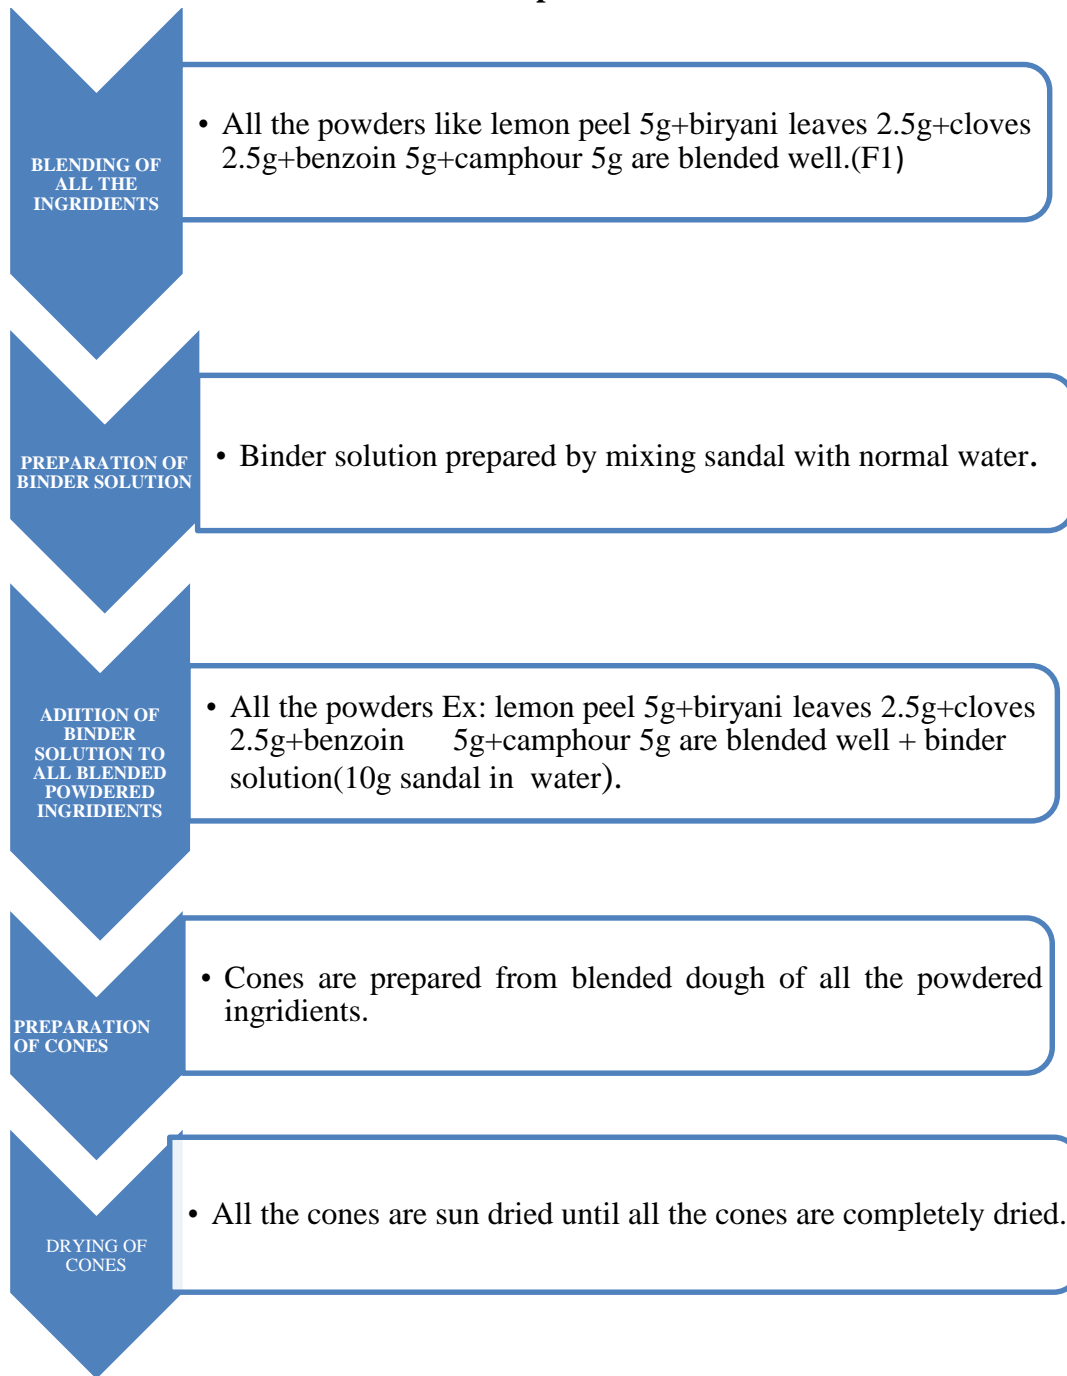 BLENDING OF
ALL THE
INGRIDIENTS
• All the powders like lemon peel 5g+biryani leaves 2.5g+cloves
2.5g+benzoin 5g+camphour 5g are blended well.(F1)
PREPARATION OF
BINDER SOLUTION
• Binder solution prepared by mixing sandal with normal water.
ADIITION OF
BINDER
SOLUTION TO
ALL BLENDED
POWDERED
INGRIDIENTS
• All the powders Ex: lemon peel 5g+biryani leaves 2.5g+cloves
2.5g+benzoin 5g+camphour 5g are blended well + binder
solution(10g sandal in water).
PREPARATION
OF CONES
• Cones are prepared from blended dough of all the powdered
ingridients.
DRYING OF
CONES
• All the cones are sun dried until all the cones are completely dried.